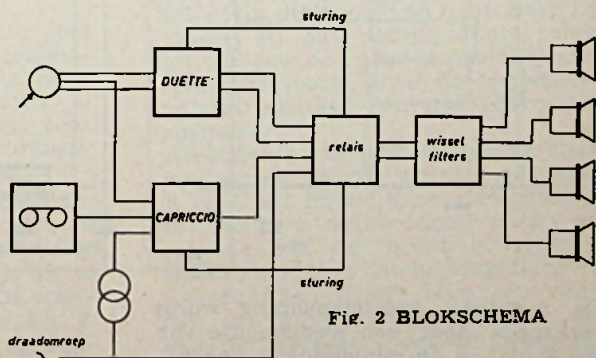 sturing
DUETTE
relais
wissel
filters
CAPRICCIO
sturing
Fig. 2 BLOKSCHEMA
draadomroep